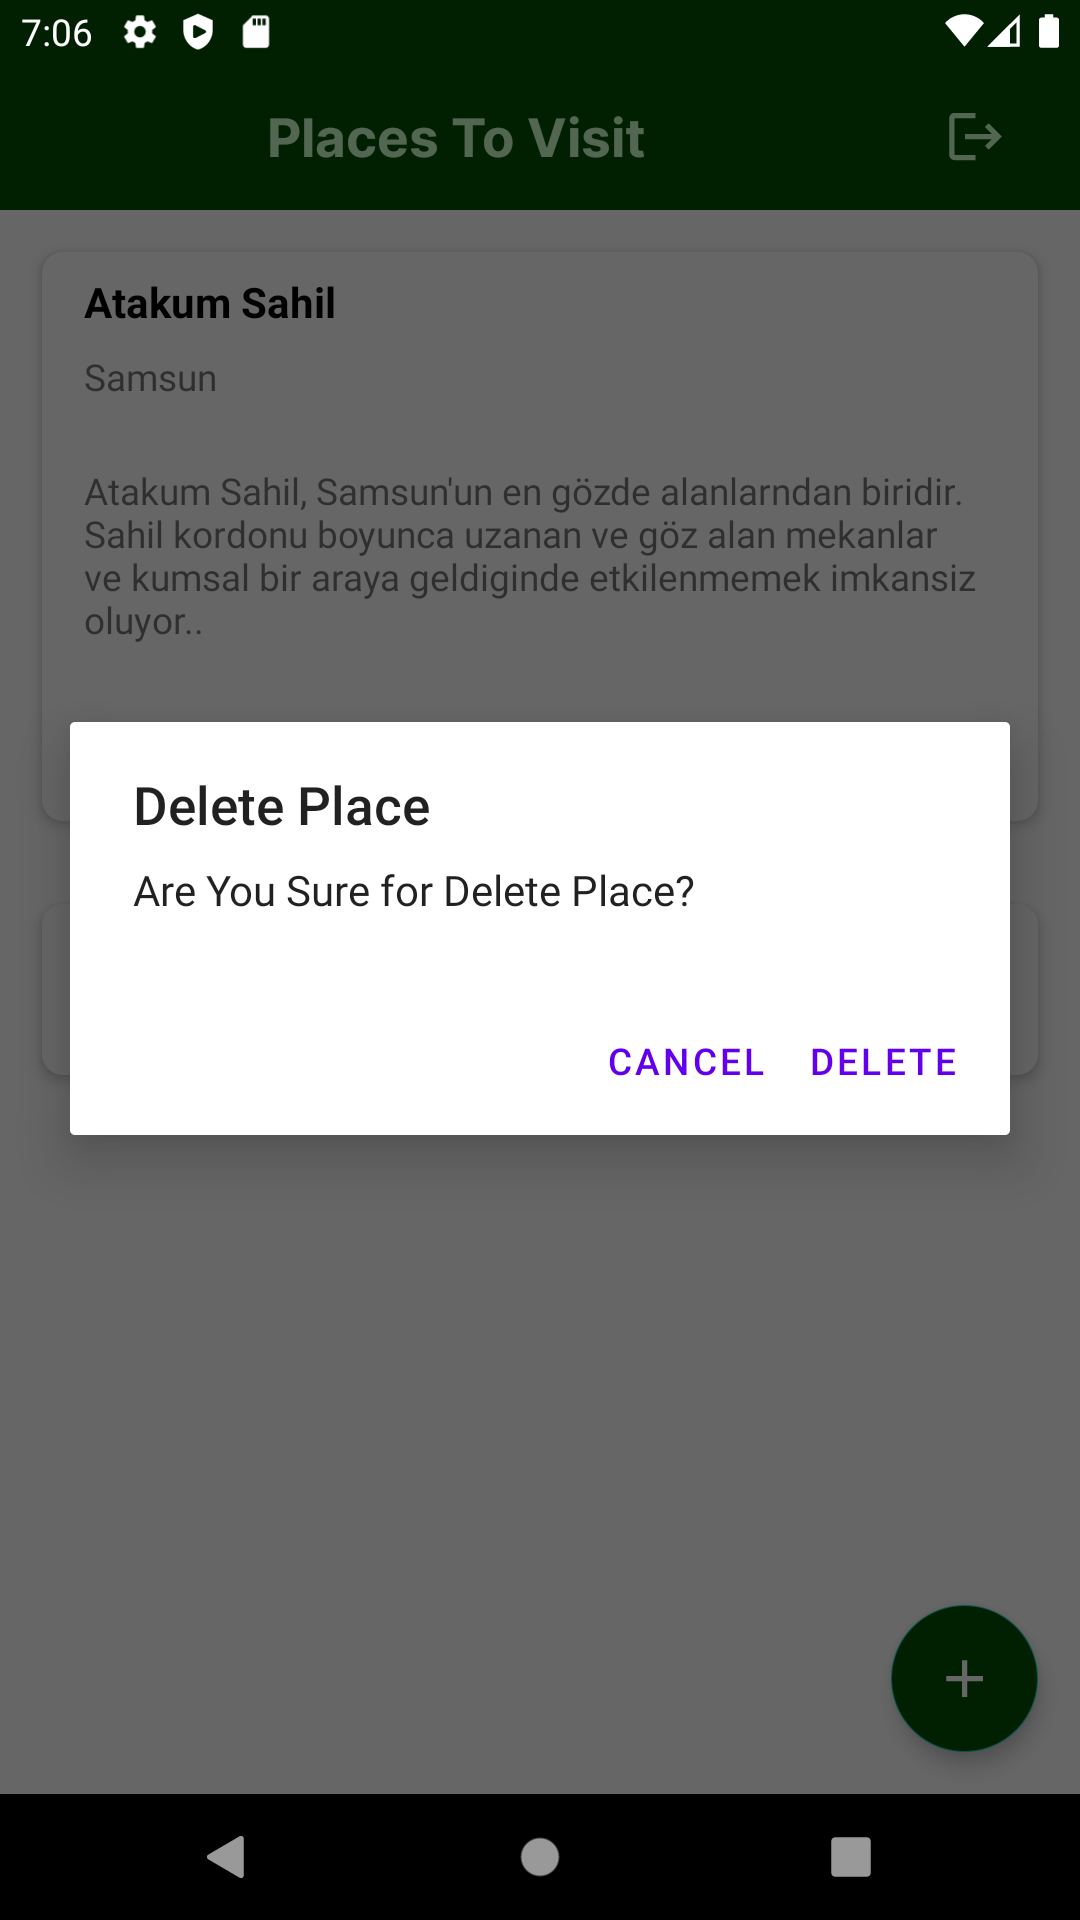 7:06
Places To Visit
Atakum Sahil
Samsun
Atakum Sahil, Samsun'un en gözde alanlarndan biridir.
Sahil kordonu boyunca uzanan ve göz alan mekanlar
ve kumsal bir araya geldiginde etkilenmemek imkansiz
oluyor..
Delete Place
Are You Sure for Delete Place?
CANCEL DELETE